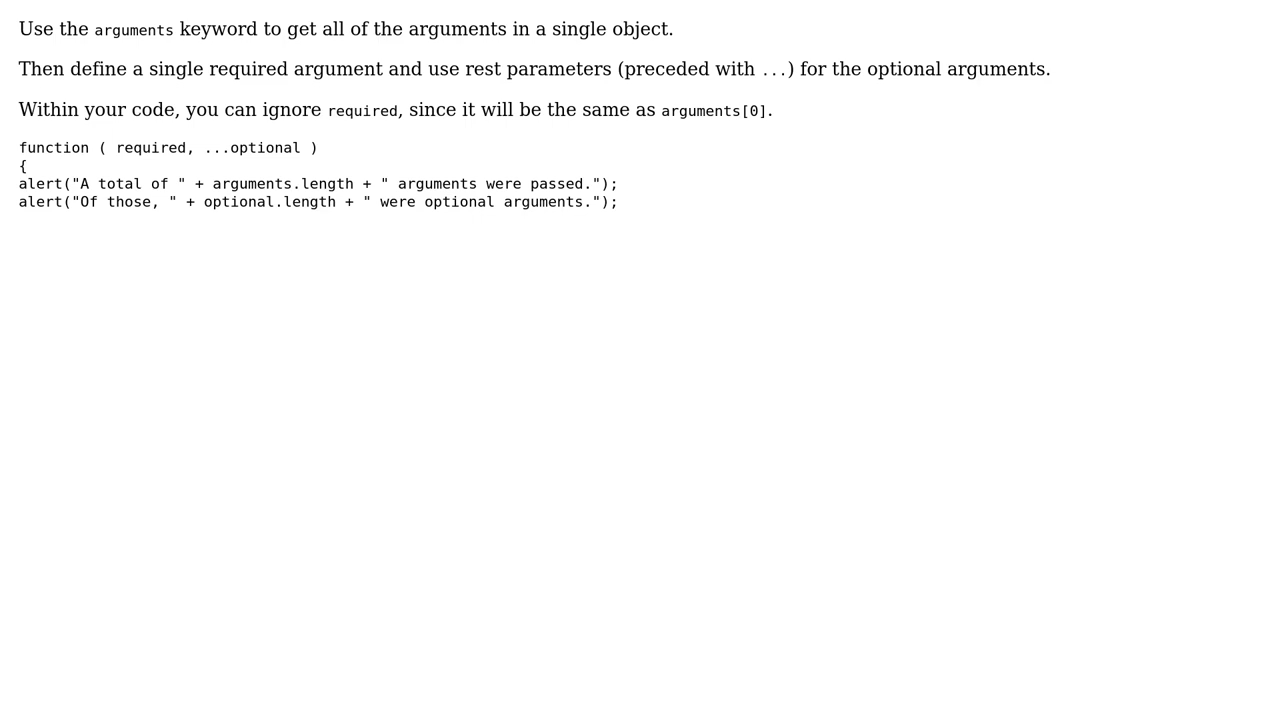 Use the arguments keyword to get all of the arguments in a single object.
Then define a single required argument and use rest parameters (preceded with ...) for the optional arguments.
Within your code, you can ignore required, since it will be the same as arguments[0].
function ( required, ...optional )
{
alert("A total of " + arguments.length + " arguments were passed.");
alert("Of those, " + optional.length + " were optional arguments.");